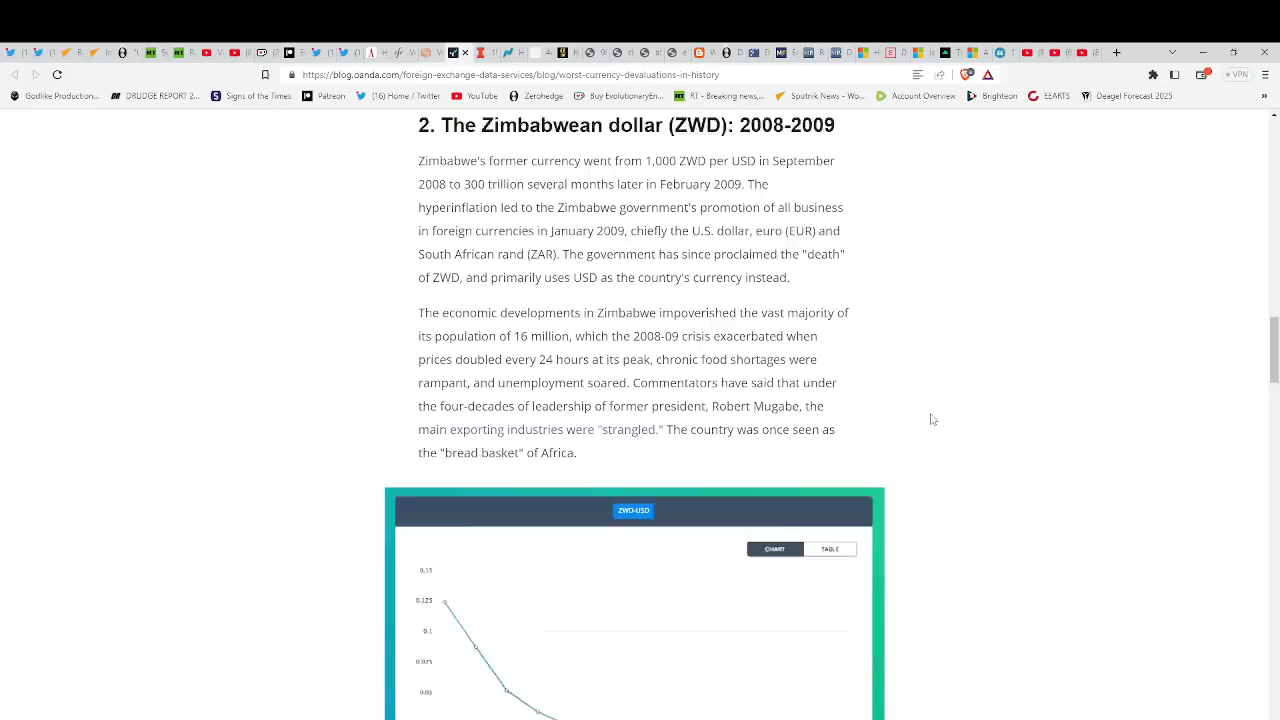 https://blog.oanda.com/foreign-exchange-data-services/blog/worst-currency-devaluations-in-history
VPN
Godlike Production...
DRUDGE REPORT 2...
Signs of the Times
Patreon
(16) Home / Twitter
YouTube
Zerohedge
Buy EvolutionaryEn...
RT - Breaking news,...
Sputnik News - Wo...
Account Overview
Brighteon
EEARTS
Deagel Forecast 2025
2. The Zimbabwean dollar (ZWD): 2008-2009
Zimbabwe's former currency went from 1,000 ZWD per USD in September
2008 to 300 trillion several months later in February 2009. The
hyperinflation led to the Zimbabwe government's promotion of all business
in foreign currencies in January 2009, chiefly the U.S. dollar, euro (EUR) and
South African rand (ZAR). The government has since proclaimed the "death"
of ZWD, and primarily uses USD as the country's currency instead.
The economic developments in Zimbabwe impoverished the vast majority of
its population of 16 million, which the 2008-09 crisis exacerbated when
prices doubled every 24 hours at its peak, chronic food shortages were
rampant, and unemployment soared. Commentators have said that under
the four-decades of leadership of former president, Robert Mugabe, the
main exporting industries were "strangled." The country was once seen as
the "bread basket" of Africa.
ZWD-USD
CHART
TABLE
0.15
0.125
0.1
0.075
0.05